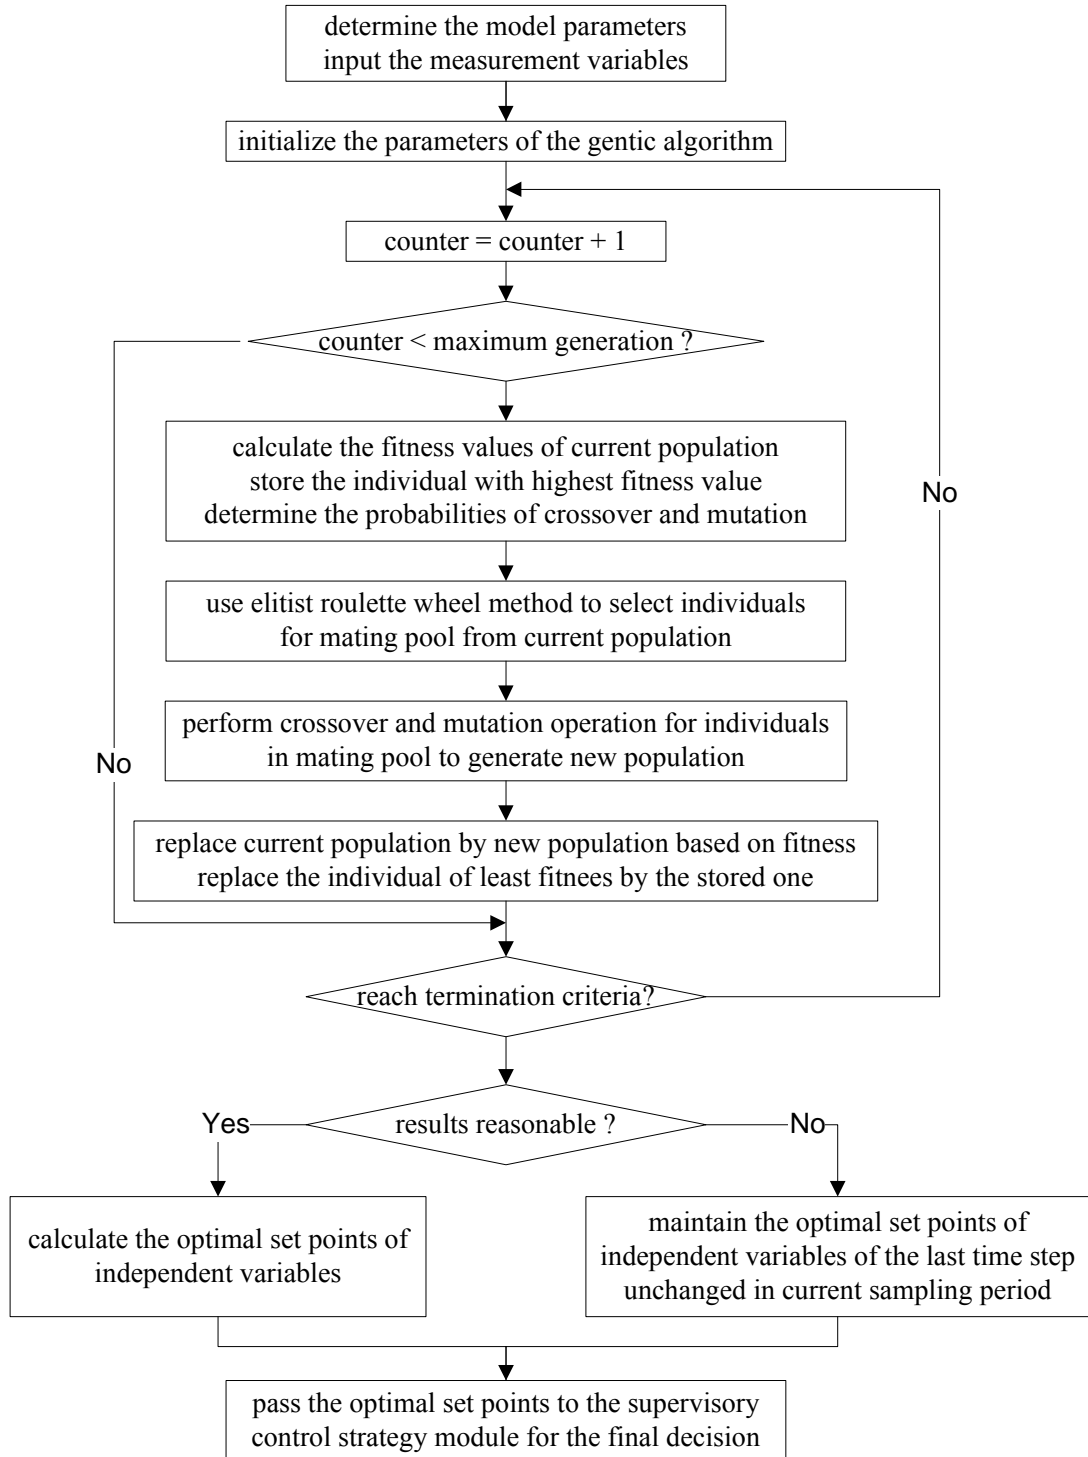 determine the model parameters
input the measurement variables
initialize the parameters of the gentic algorithm
counter = counter + 1
counter < maximum generation ?
calculate the fitness values of current population
store the individual with highest fitness value
determine the probabilities of crossover and mutation
No
use elitist roulette wheel method to select individuals
for mating pool from current population
perform crossover and mutation operation for individuals
in mating pool to generate new population
No
replace current population by new population based on fitness
replace the individual of least fitnees by the stored one
reach termination criteria?
results reasonable ?
Yes
No
calculate the optimal set points of
independent variables
maintain the optimal set points of
independent variables of the last time step
unchanged in current sampling period
pass the optimal set points to the supervisory
control strategy module for the final decision